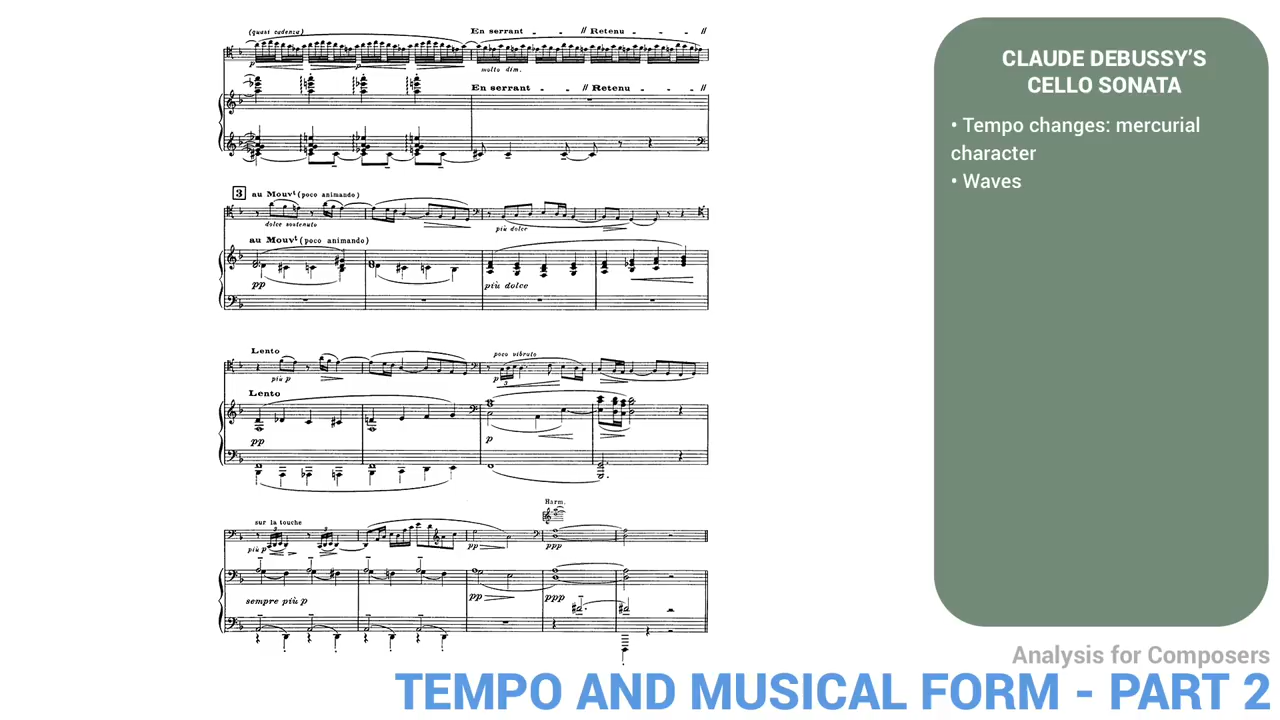 (quasi cadenza)
En serrant - - // Retenu - - - //
p p
molto dim.
En serrant - - // Retenu - - - //
3 au Mouvt (poco animando)
dolce sostenuto
più dolce
au Mouvt (poco animando)
pp
più dolce
Lento
poco vibrato
più p
p
3
Lento
pp
p
Harm.
sur la touche
3 3
più p
pp
ppp
sempre più p
pp
ppp
CLAUDE DEBUSSY’S
CELLO SONATA
• Tempo changes: mercurial
character
• Waves
Analysis for Composers
TEMPO AND MUSICAL FORM - PART 2